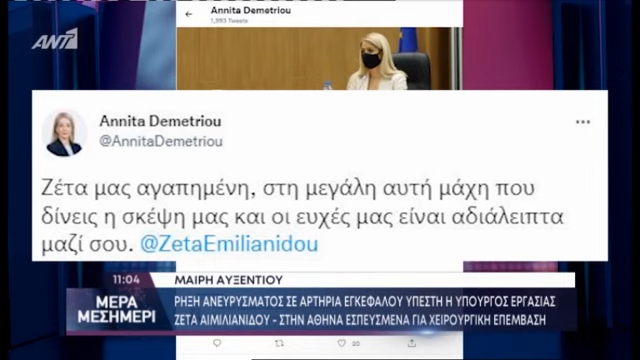 Annita Demetriou
1,993 Tweets
ΑΝΤ1
Annita Demetriou
@AnnitaDemetriou
Ζέτα μας αγαπημένη, στη μεγάλη αυτή μάχη που
δίνεις η σκέψη μας και οι ευχές μας είναι αδιάλειπτα
μαζί σου. @ZetaEmilianidou
11:04
ΜΑΙΡΗ ΑΥΞΕΝΤΙΟΥ
ΜΕΡΑ
ΜΕΣΗΜΕΡΙ
ΡΗΞΗ ΑΝΕΥΡΥΣΜΑΤΟΣ ΣΕ ΑΡΤΗΡΙΑ ΕΓΚΕΦΑΛΟΥ ΥΠΕΣΤΗ Η ΥΠΟΥΡΓΟΣ ΕΡΓΑΣΙΑΣ
ΖΕΤΑ ΑΙΜΙΛΙΑΝΙΔΟΥ - ΣΤΗΝ ΑΘΗΝΑ ΕΣΠΕΥΣΜΕΝΑ ΓΙΑ ΧΕΙΡΟΥΡΓΙΚΗ ΕΠΕΜΒΑΣΗ
20